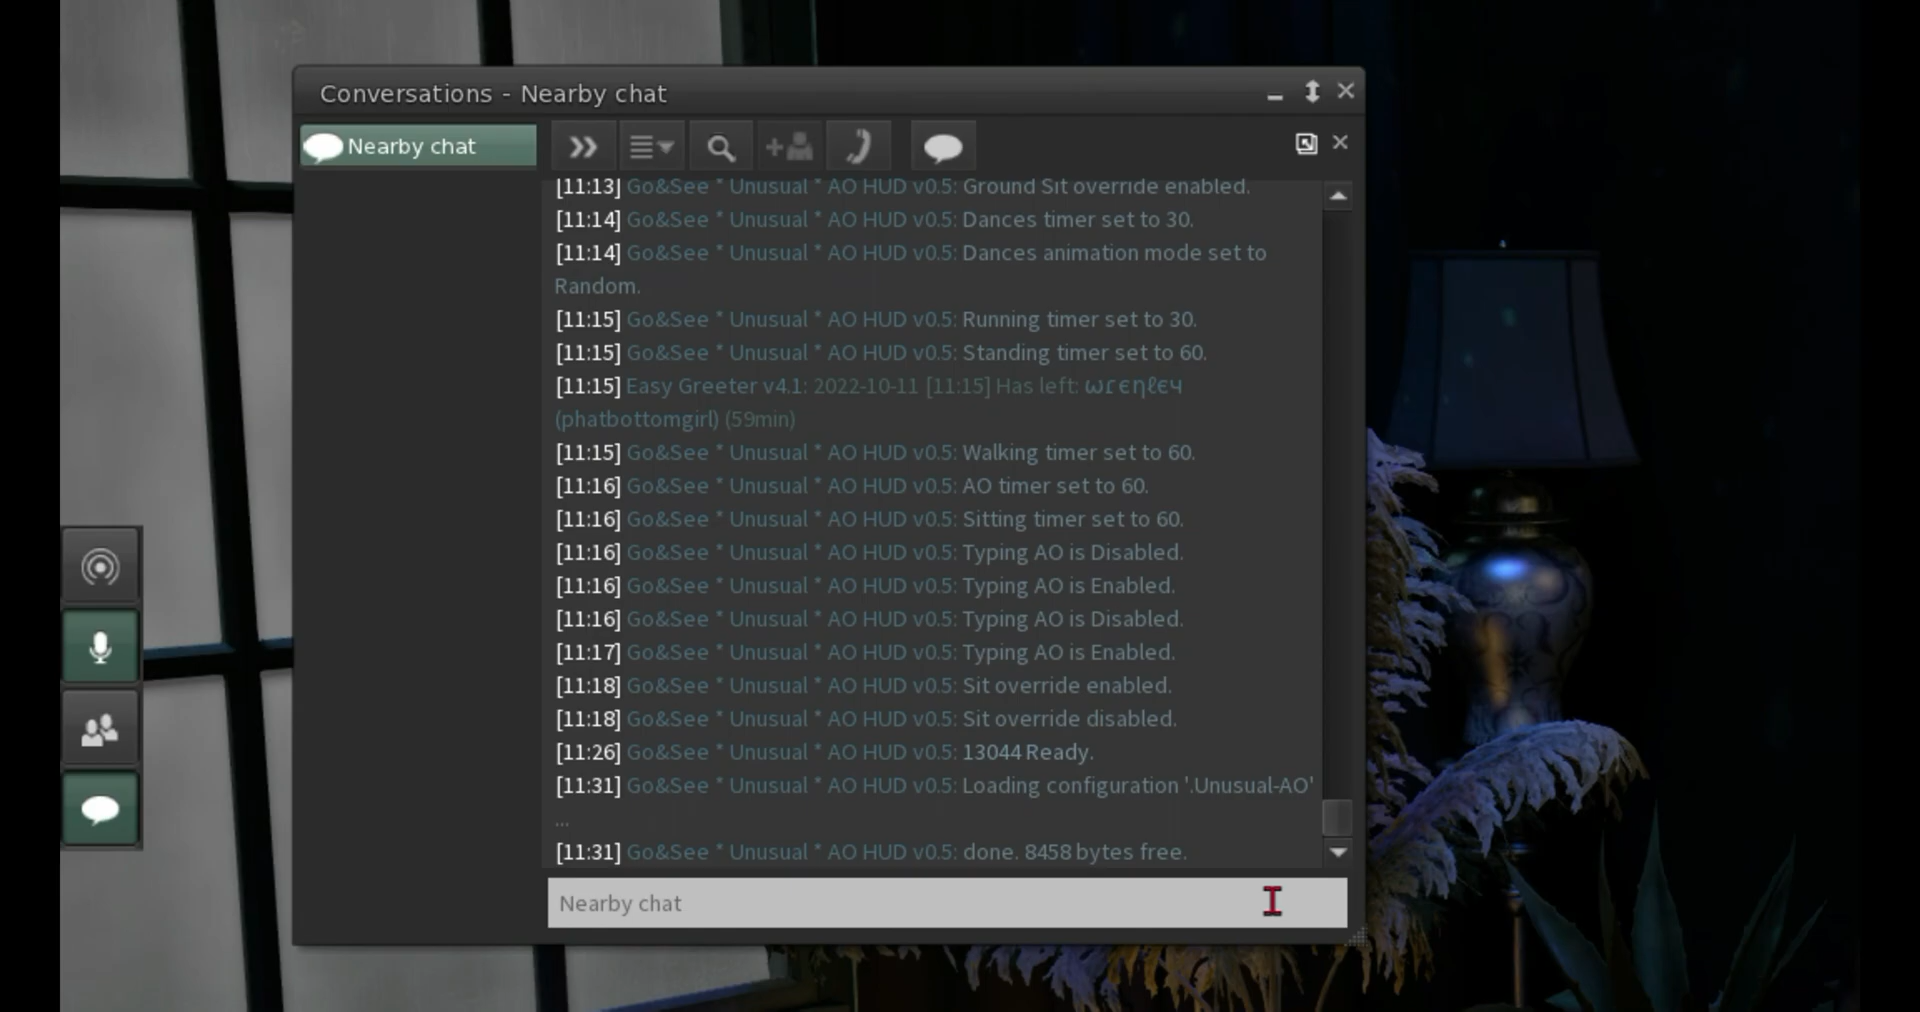 Conversations - Nearby chat
Nearby chat
[11:13] Go&See * Unusual * AO HUD v0.5: Ground Sit override enabled.
[11:14] Go&See * Unusual * AO HUD v0.5: Dances timer set to 30.
[11:14] Go&See * Unusual * AO HUD v0.5: Dances animation mode set to
Random.
[11:15] Go&See * Unusual * AO HUD v0.5: Running timer set to 30.
[11:15] Go&See * Unusual * AO HUD v0.5: Standing timer set to 60.
[11:15] Easy Greeter v4.1: 2022-10-11 [11:15] Has left: ωɾєηℓєч
(phatbottomgirl) (59min)
[11:15] Go&See * Unusual * AO HUD v0.5: Walking timer set to 60.
[11:16] Go&See * Unusual * AO HUD v0.5: AO timer set to 60.
[11:16] Go&See * Unusual * AO HUD v0.5: Sitting timer set to 60.
[11:16] Go&See * Unusual * AO HUD v0.5: Typing AO is Disabled.
[11:16] Go&See * Unusual * AO HUD v0.5: Typing AO is Enabled.
[11:16] Go&See * Unusual * AO HUD v0.5: Typing AO is Disabled.
[11:17] Go&See * Unusual * AO HUD v0.5: Typing AO is Enabled.
[11:18] Go&See * Unusual * AO HUD v0.5: Sit override enabled.
[11:18] Go&See * Unusual * AO HUD v0.5: Sit override disabled.
[11:26] Go&See * Unusual * AO HUD v0.5: 13044 Ready.
[11:31] Go&See * Unusual * AO HUD v0.5: Loading configuration '.Unusual-AO'
...
[11:31] Go&See * Unusual * AO HUD v0.5: done. 8458 bytes free.
Nearby chat